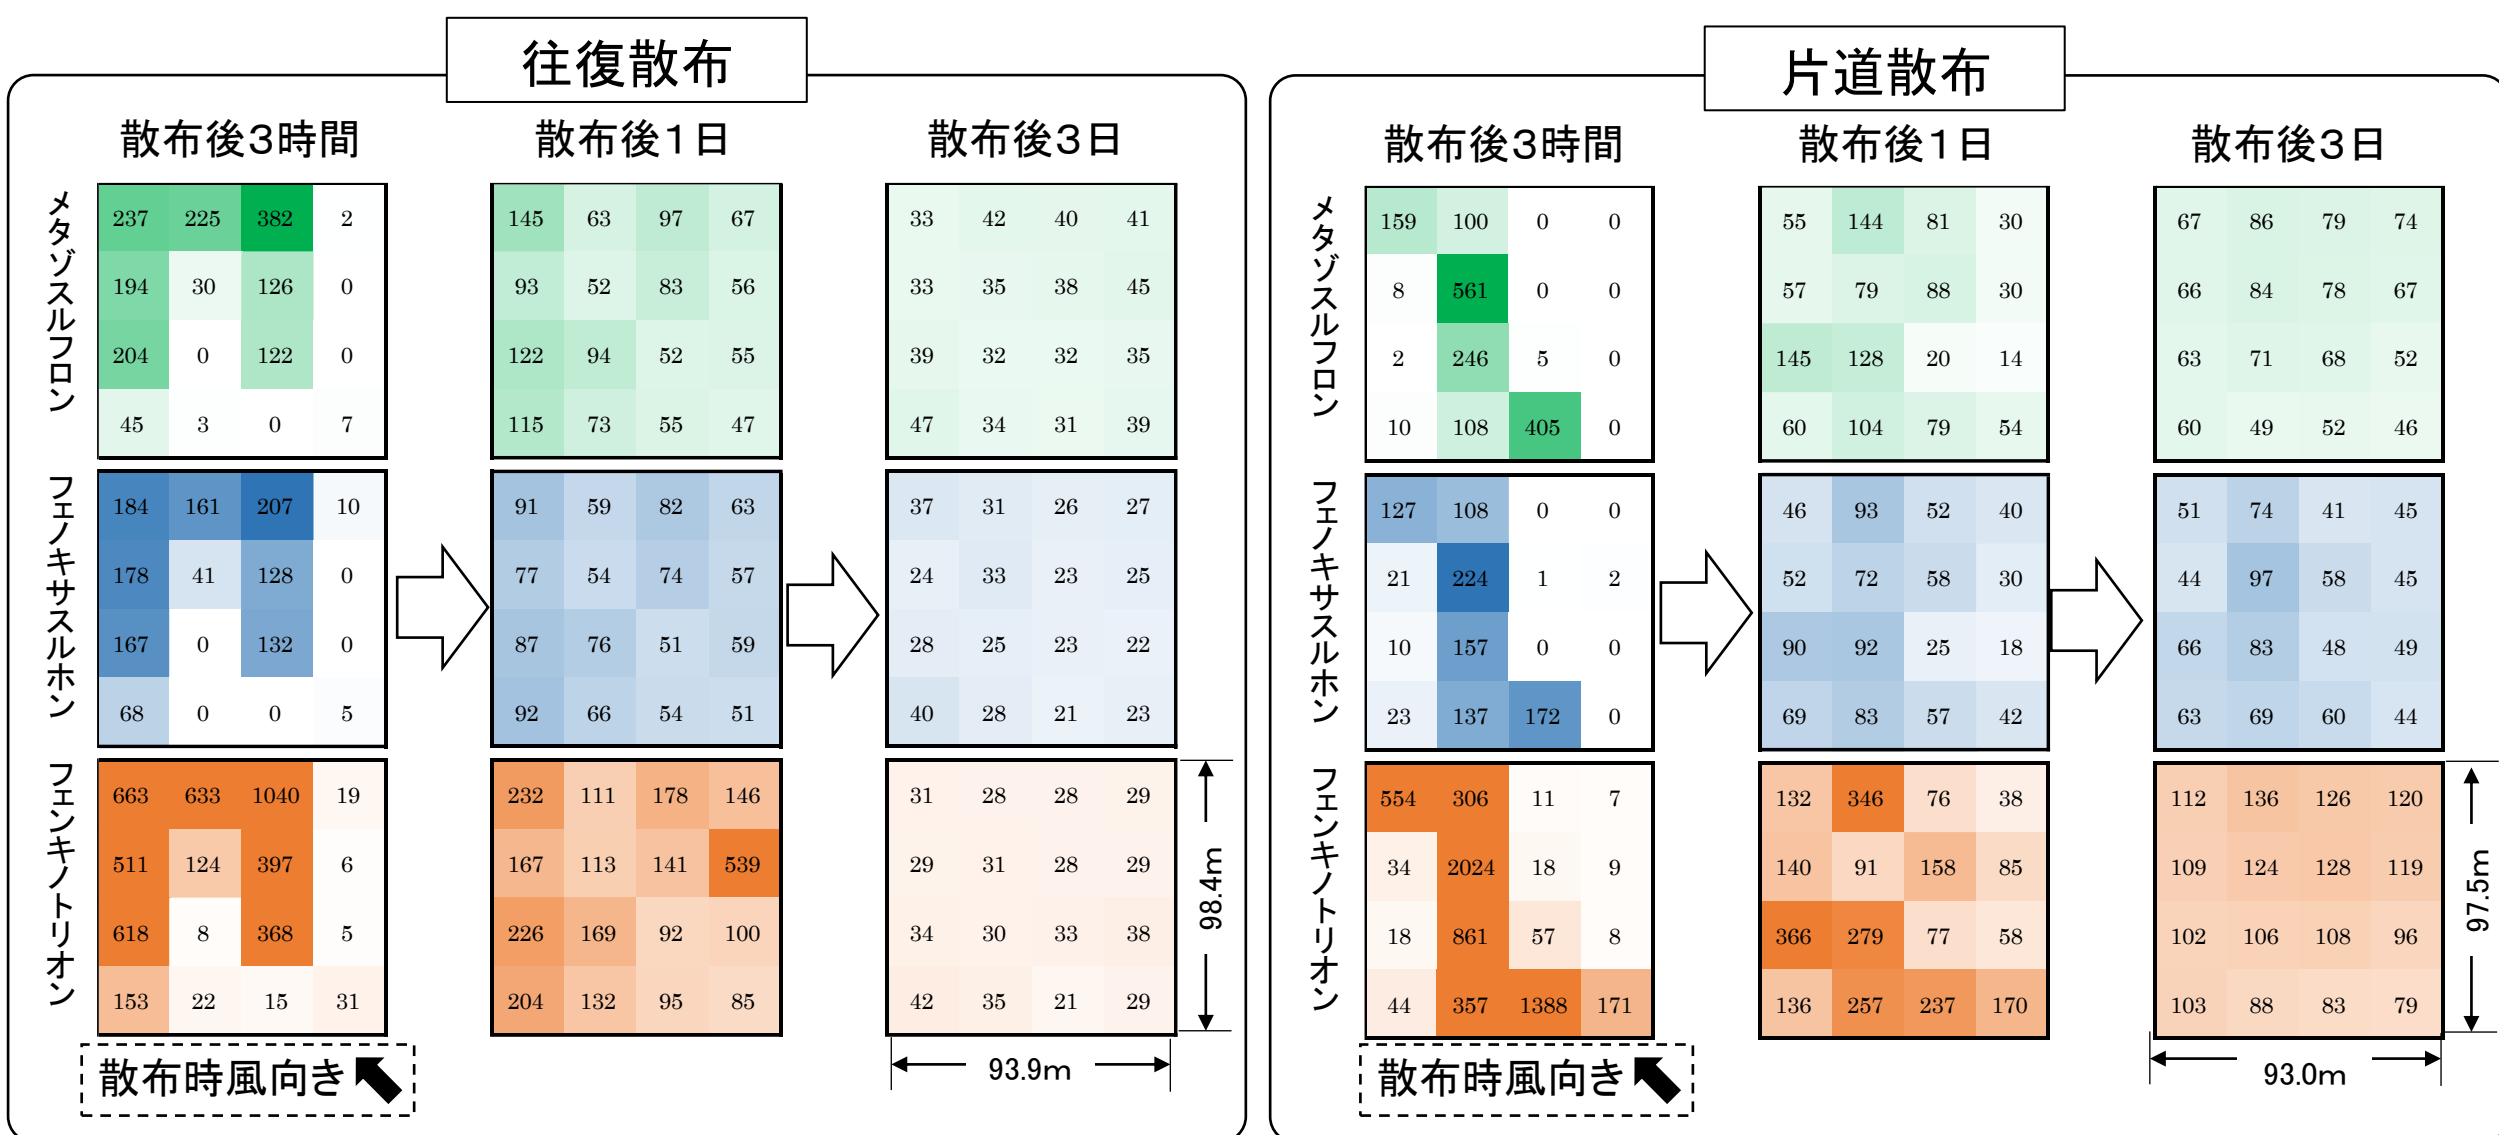 往復散布
散布後3時間 散布後1日 散布後3日
メタゾスルフロン
237 225 382 2
194 30 126 0
204 0 122 0
45 3 0 7
145 63 97 67
93 52 83 56
122 94 52 55
115 73 55 47
33 42 40 41
33 35 38 45
39 32 32 35
47 34 31 39
フェノキサスルホン
184 161 207 10
178 41 128 0
167 0 132 0
68 0 0 5
91 59 82 63
77 54 74 57
87 76 51 59
92 66 54 51
37 31 26 27
24 33 23 25
28 25 23 22
40 28 21 23
フェンキノトリオン
663 633 1040 19
511 124 397 6
618 8 368 5
153 22 15 31
232 111 178 146
167 113 141 539
226 169 92 100
204 132 95 85
31 28 28 29
29 31 28 29
34 30 33 38
42 35 21 29
98.4m
93.9m
散布時風向き
片道散布
散布後3時間 散布後1日 散布後3日
メタゾスルフロン
159 100 0 0
8 561 0 0
2 246 5 0
10 108 405 0
55 144 81 30
57 79 88 30
145 128 20 14
60 104 79 54
67 86 79 74
66 84 78 67
63 71 68 52
60 49 52 46
フェノキサスルホン
127 108 0 0
21 224 1 2
10 157 0 0
23 137 172 0
46 93 52 40
52 72 58 30
90 92 25 18
69 83 57 42
51 74 41 45
44 97 58 45
66 83 48 49
63 69 60 44
フェンキノトリオン
554 306 11 7
34 2024 18 9
18 861 57 8
44 357 1388 171
132 346 76 38
140 91 158 85
366 279 77 58
136 257 237 170
112 136 126 120
109 124 128 119
102 106 108 96
103 88 83 79
97.5m
93.0m
散布時風向き